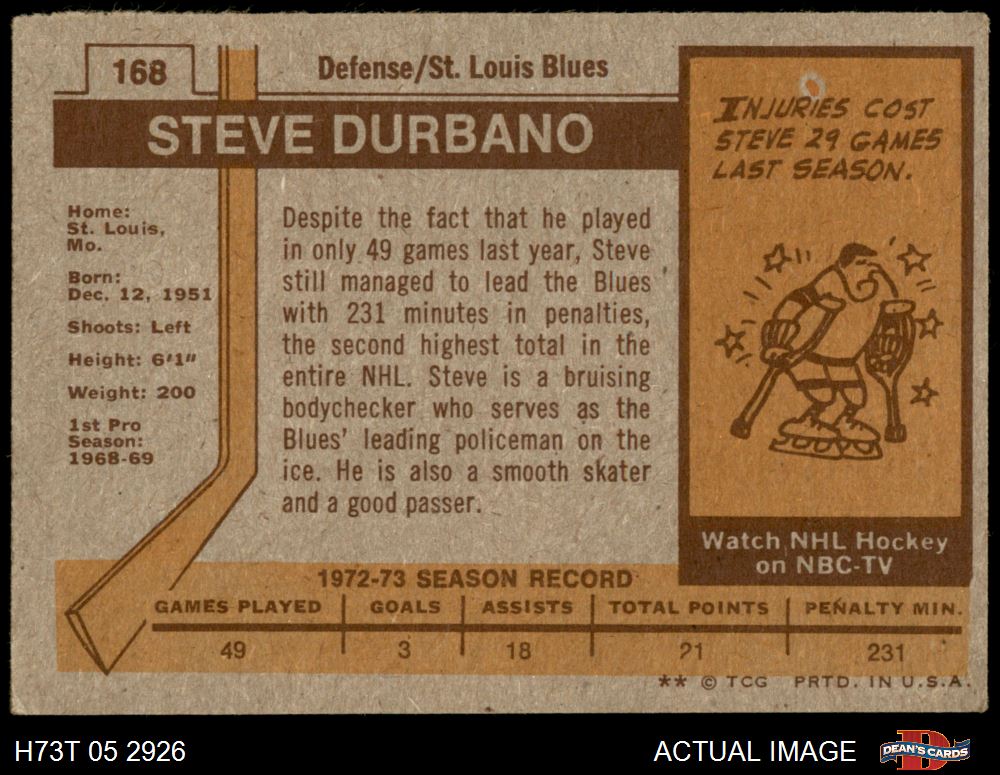 168
Defense/St. Louis Blues
STEVE DURBANO
Home:
St. Louis,
Mo.
Born:
Dec. 12, 1951
Shoots: Left
Height: 6'1"
Weight: 200
1st Pro
Season:
1968-69
Despite the fact that he played
in only 49 games last year, Steve
still managed to lead the Blues
with 231 minutes in penalties,
the second highest total in the
entire NHL. Steve is a bruising
bodychecker who serves as the
Blues' leading policeman on the
ice. He is also a smooth skater
and a good passer.
INJURIES COST
STEVE 29 GAMES
LAST SEASON.
Watch NHL Hockey
on NBC-TV
1972-73 SEASON RECORD
GAMES PLAYED GOALS ASSISTS TOTAL POINTS PENALTY MIN.
49 3 18 21 231
** © TCG PRTD. IN U.S.A.
H73T 05 2926 ACTUAL IMAGE DEAN'S CARDS